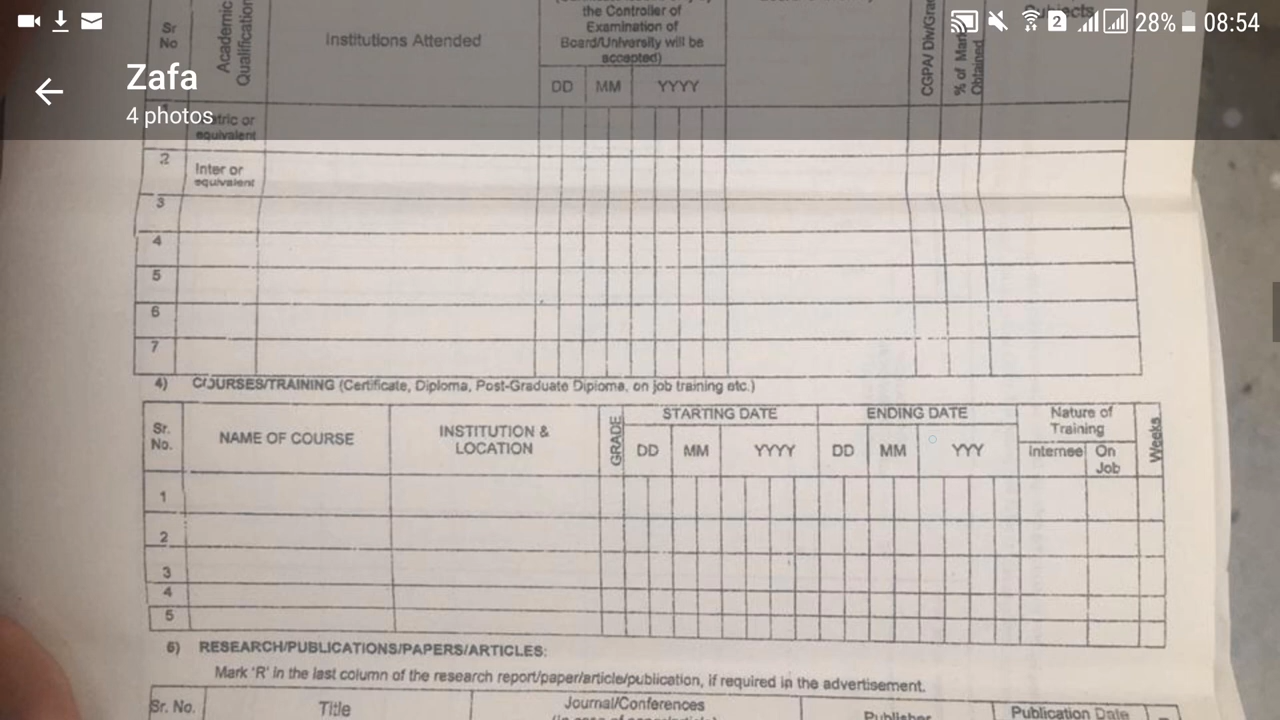 28% 08:54
Zafa
4 photos
Sr No
Academic Qualification
Institutions Attended
the Controller of
Examination of
Board/University will be
accepted)
DD MM YYYY
CGPA/ Div/Gra
% of Mar
Obtained
Subjects
equivalent
2 Inter or
equivalent
3
4
5
6
7
4) COURSES/TRAINING (Certificate, Diploma, Post-Graduate Diploma, on job training etc.)
Sr. No.
NAME OF COURSE
INSTITUTION & LOCATION
GRADE
STARTING DATE
DD MM YYYY
ENDING DATE
DD MM YYY
Nature of Training
Internee On Job
Weeks
1
2
3
4
5
5) RESEARCH/PUBLICATIONS/PAPERS/ARTICLES:
Mark 'R' in the last column of the research report/paper/article/publication, if required in the advertisement.
Sr. No. Title Journal/Conferences Publisher Publication Date